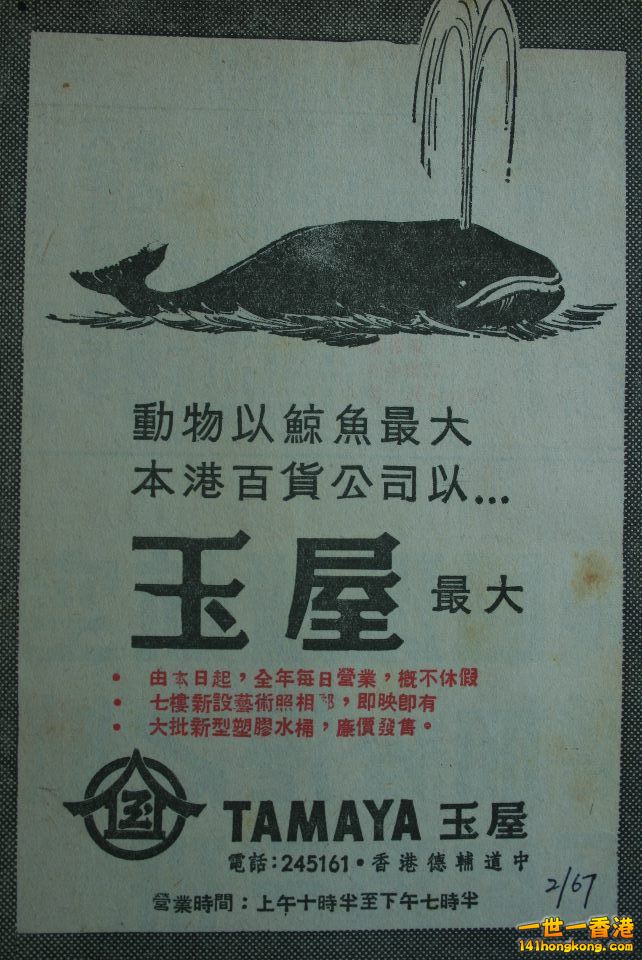 動物以鯨魚最大
本港百貨公司以...
玉屋 最大
• 由本日起，全年每日營業，概不休假
• 七樓新設藝術照相部，即映即有
• 大批新型塑膠水桶，廉價發售。
玉
TAMAYA 玉屋
電話：245161•香港德輔道中
營業時間：上午十時半至下午七時半
2/67
一世一香港
141hongkong.com